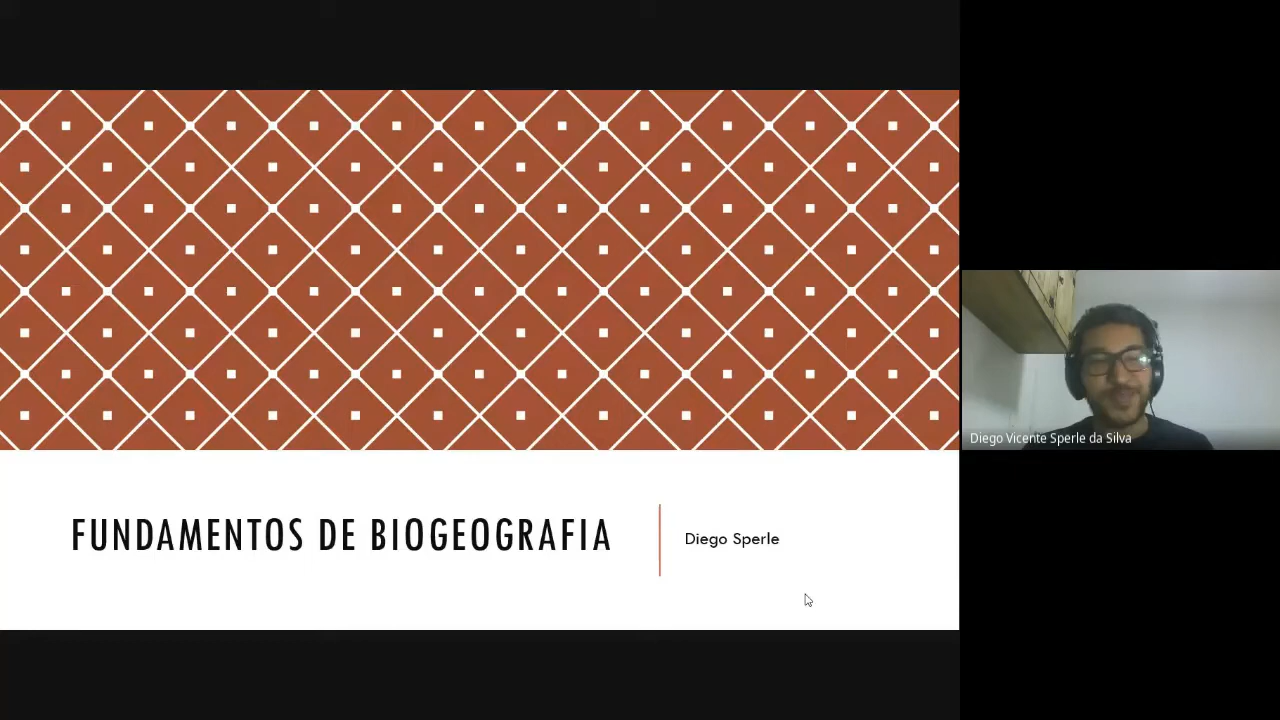 FUNDAMENTOS DE BIOGEOGRAFIA
Diego Sperle
Diego Vicente Sperle da Silva